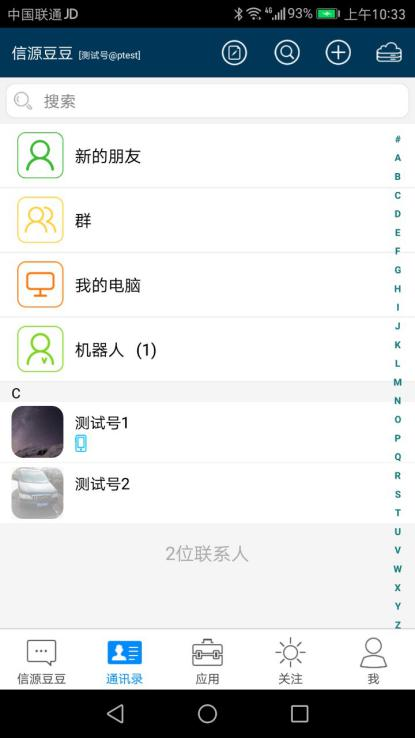 中国联通JD 4G 93% 上午10:33
信源豆豆 [测试号@ptest]
搜索
新的朋友
群
我的电脑
机器人 (1)
C
测试号1
测试号2
2位联系人
#
A
B
C
D
E
F
G
H
I
J
K
L
M
N
O
P
Q
R
S
T
U
V
W
X
Y
Z
信源豆豆 通讯录 应用 关注 我